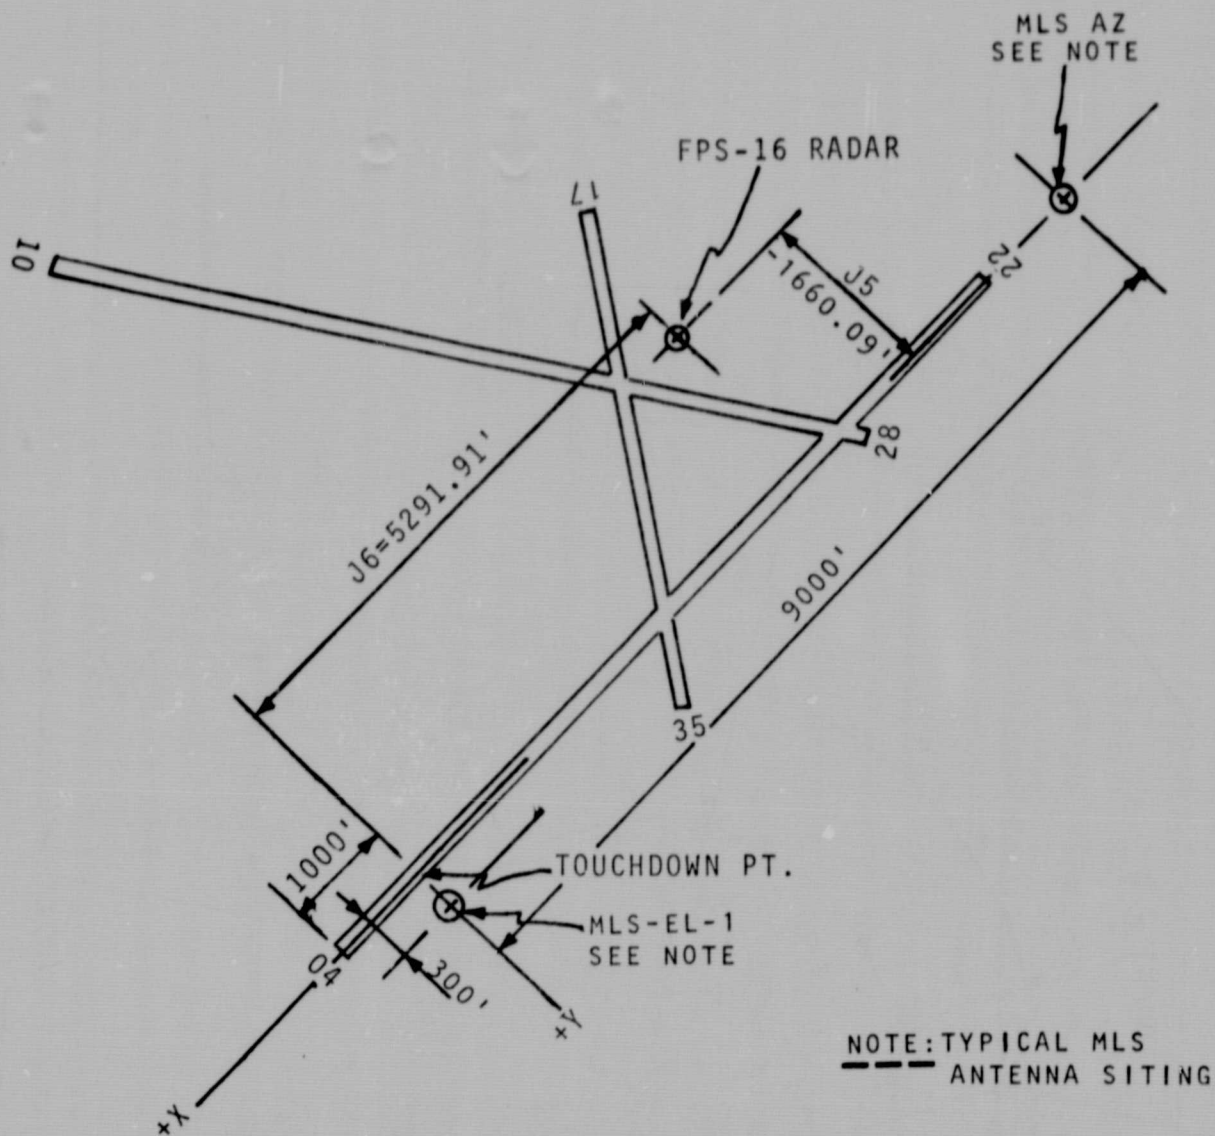 MLS AZ
SEE NOTE
FPS-16 RADAR
17
10
22
J5
-1660.09'
28
J6=5291.91'
9000'
35
1000'
TOUCHDOWN PT.
MLS-EL-1
SEE NOTE
04
300'
+Y
+X
NOTE: TYPICAL MLS
ANTENNA SITING